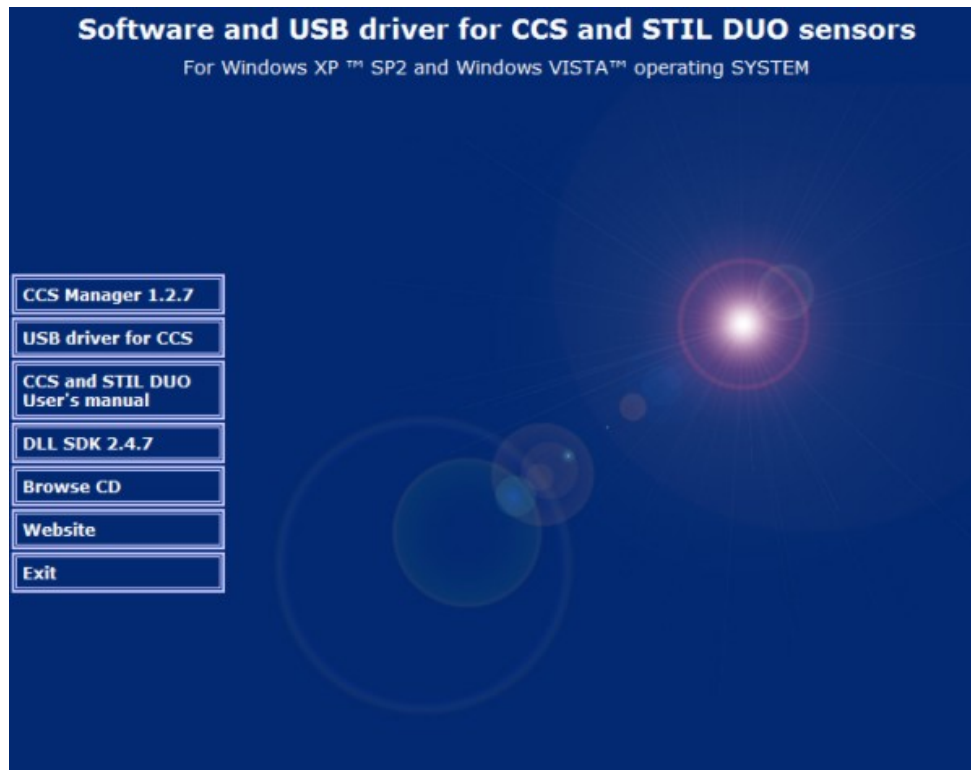 Software and USB driver for CCS and STIL DUO sensors
For Windows XP ™ SP2 and Windows VISTA™ operating SYSTEM
CCS Manager 1.2.7
USB driver for CCS
CCS and STIL DUO
User's manual
DLL SDK 2.4.7
Browse CD
Website
Exit